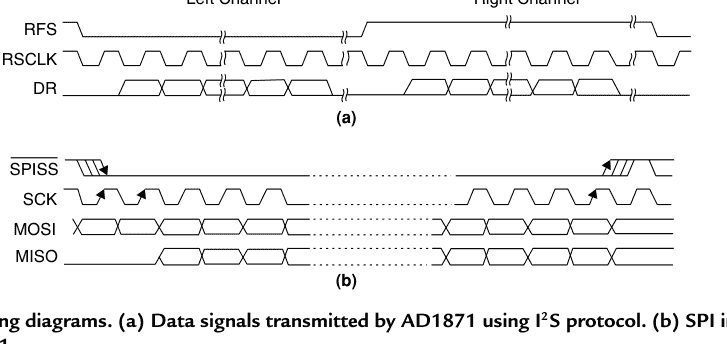 Left Channel Right Channel
RFS
RSCLK
DR
(a)
SPISS
SCK
MOSI
MISO
(b)
ng diagrams. (a) Data signals transmitted by AD1871 using I²S protocol. (b) SPI in
1